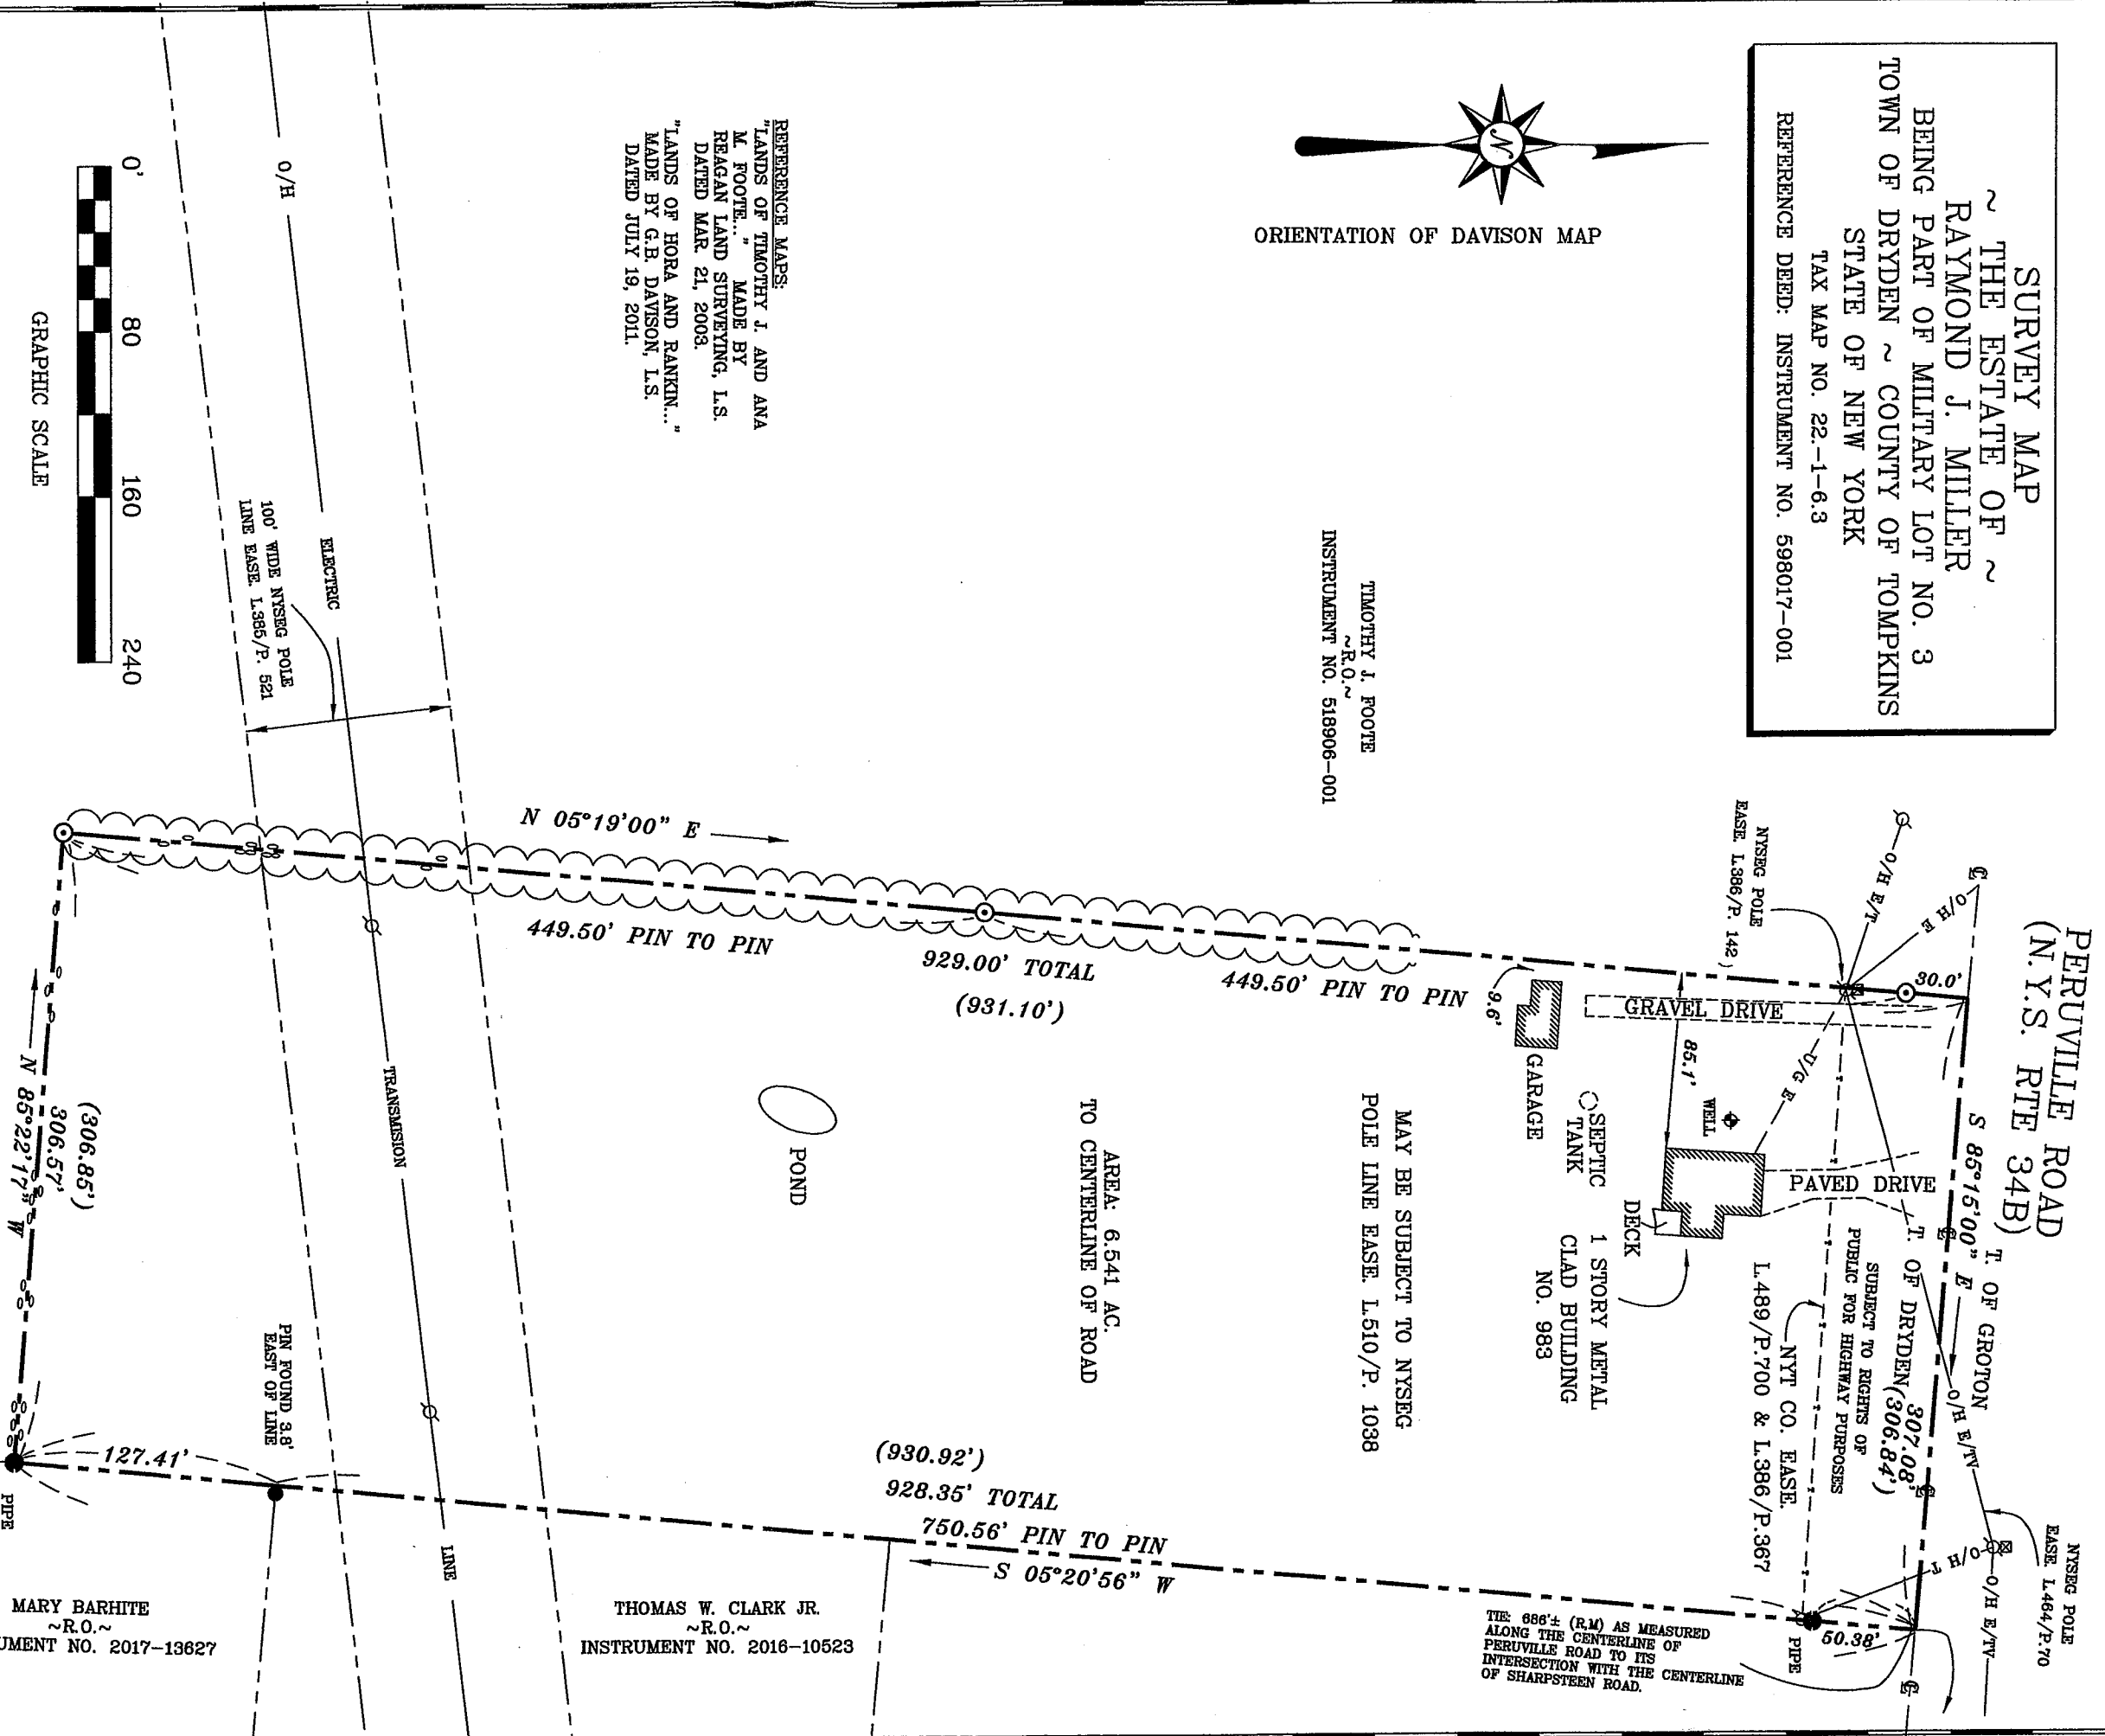 SURVEY MAP
~ THE ESTATE OF ~
RAYMOND J. MILLER
BEING PART OF MILITARY LOT NO. 3
TOWN OF DRYDEN ~ COUNTY OF TOMPKINS
STATE OF NEW YORK
TAX MAP NO. 22.-1-6.3
REFERENCE DEED: INSTRUMENT NO. 598017-001
N
ORIENTATION OF DAVISON MAP
REFERENCE MAPS:
"LANDS OF TIMOTHY J. AND ANA
M. FOOTE..." MADE BY
REAGAN LAND SURVEYING, L.S.
DATED MAR. 21, 2003.
"LANDS OF HORA AND RANKIN..."
MADE BY G.B. DAVISON, L.S.
DATED JULY 19, 2011.
0' 80 160 240
GRAPHIC SCALE
O/H
ELECTRIC
TRANSMISION
LINE
100' WIDE NYSEG POLE
LINE EASE. L.385/P. 521
TIMOTHY J. FOOTE
~R.O.~
INSTRUMENT NO. 518906-001
PERUVILLE ROAD
(N.Y.S. RTE 34B)
NYSEG POLE
EASE. L.386/P. 142
O/H E/T
O/H E
30.0'
S 85°15'00" E
T. OF GROTON
T. OF DRYDEN
307.08'
(306.84')
SUBJECT TO RIGHTS OF
PUBLIC FOR HIGHWAY PURPOSES
NYT CO. EASE.
L.489/P.700 & L.386/P.367
O/H E/TV
NYSEG POLE
EASE. L464/P.70
O/H T
O/H E/TV
GRAVEL DRIVE
PAVED DRIVE
U/G E
85.1'
WELL
9.6'
GARAGE
SEPTIC
TANK
DECK
1 STORY METAL
CLAD BUILDING
NO. 983
MAY BE SUBJECT TO NYSEG
POLE LINE EASE. L.510/P. 1038
AREA: 6.541 AC.
TO CENTERLINE OF ROAD
POND
N 05°19'00" E
449.50' PIN TO PIN
929.00' TOTAL
(931.10')
449.50' PIN TO PIN
(306.85')
306.57'
N 85°22'17" W
PIN FOUND 3.8'
EAST OF LINE
127.41'
PIPE
(930.92')
928.35' TOTAL
750.56' PIN TO PIN
S 05°20'56" W
50.38'
PIPE
TIE: 686'± (R.M) AS MEASURED
ALONG THE CENTERLINE OF
PERUVILLE ROAD TO ITS
INTERSECTION WITH THE CENTERLINE
OF SHARPSTEEN ROAD.
MARY BARHITE
~R.O.~
UMENT NO. 2017-13627
THOMAS W. CLARK JR.
~R.O.~
INSTRUMENT NO. 2016-10523